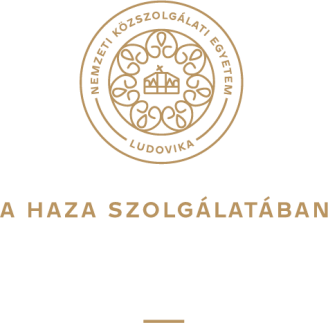 NEMZETI KÖZSZOLGÁLATI EGYETEM
LUDOVIKA
A HAZA SZOLGÁLATÁBAN